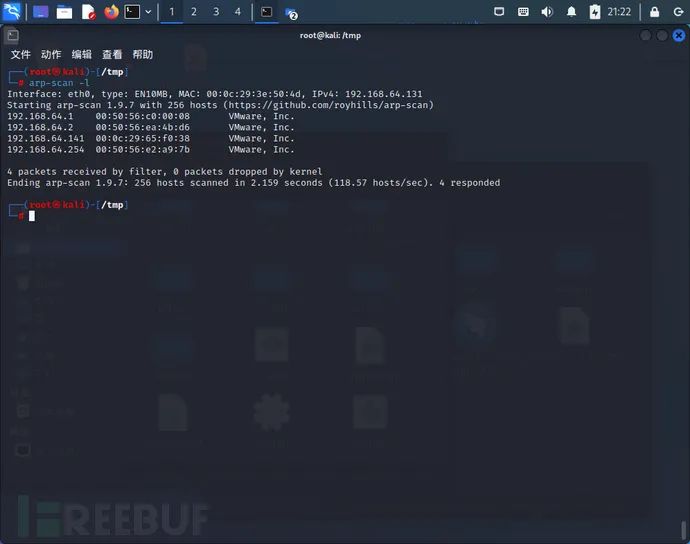 1 2 3 4
2
21:22
root@kali: /tmp
文件 动作 编辑 查看 帮助
┌──(root㉿kali)-[/tmp]
└─# arp-scan -l
Interface: eth0, type: EN10MB, MAC: 00:0c:29:3e:50:4d, IPv4: 192.168.64.131
Starting arp-scan 1.9.7 with 256 hosts (https://github.com/royhills/arp-scan)
192.168.64.1 00:50:56:c0:00:08 VMware, Inc.
192.168.64.2 00:50:56:ea:4b:d6 VMware, Inc.
192.168.64.141 00:0c:29:65:f0:38 VMware, Inc.
192.168.64.254 00:50:56:e2:a9:7b VMware, Inc.
4 packets received by filter, 0 packets dropped by kernel
Ending arp-scan 1.9.7: 256 hosts scanned in 2.159 seconds (118.57 hosts/sec). 4 responded
┌──(root㉿kali)-[/tmp]
└─#
FREEBUF